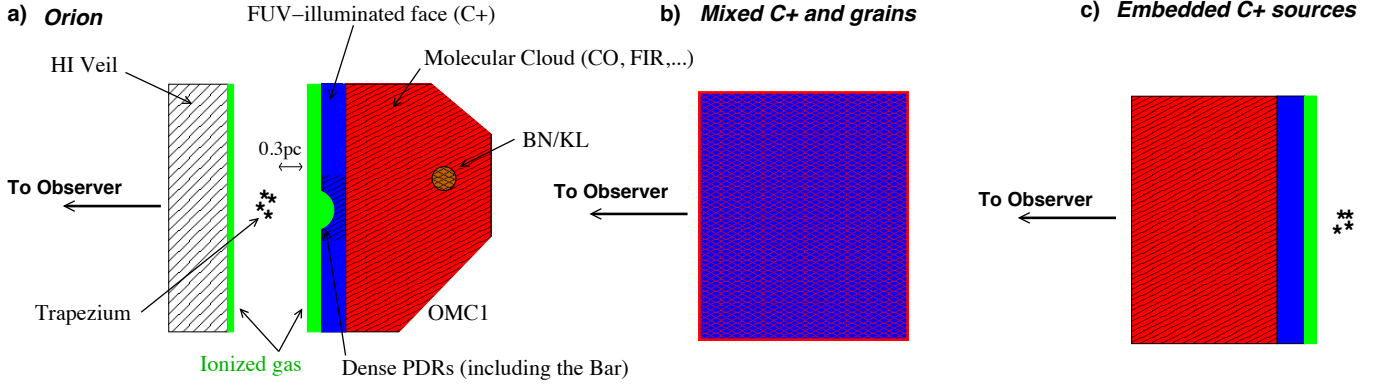 a) Orion
FUV−illuminated face (C+)
b) Mixed C+ and grains
c) Embedded C+ sources
HI Veil
Molecular Cloud (CO, FIR,...)
BN/KL
0.3pc
To Observer
To Observer
To Observer
Trapezium
OMC1
Ionized gas
Dense PDRs (including the Bar)